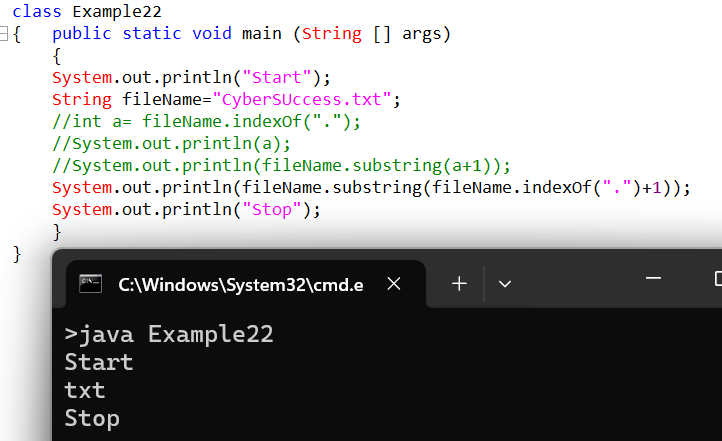 class Example22
{ public static void main (String [] args)
{
System.out.println("Start");
String fileName="CyberSUccess.txt";
//int a= fileName.indexOf(".");
//System.out.println(a);
//System.out.println(fileName.substring(a+1));
System.out.println(fileName.substring(fileName.indexOf(".")+1));
System.out.println("Stop");
}
}
C:\Windows\System32\cmd.e
>java Example22
Start
txt
Stop